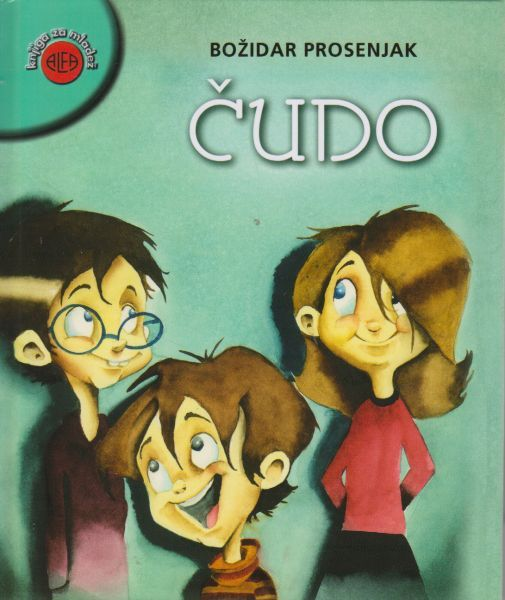 knjiga za mladež
ALFA
BOŽIDAR PROSENJAK
ČUDO